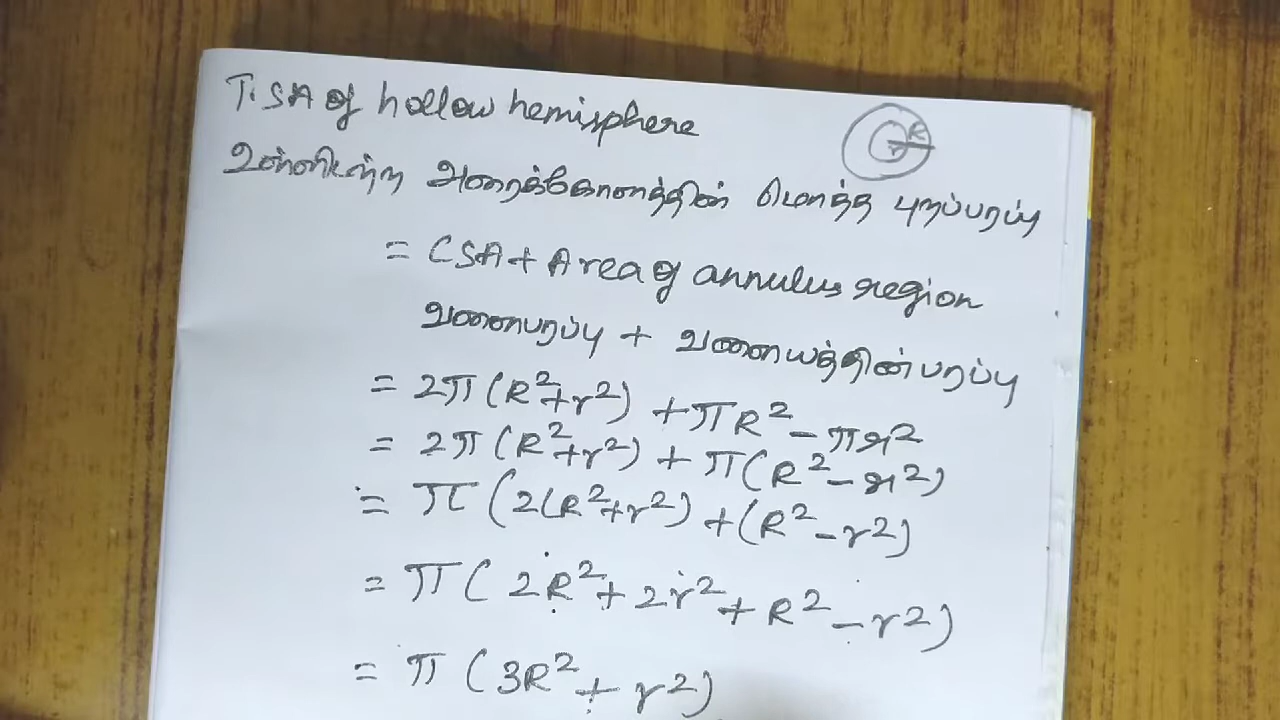 T.SA of hollow hemisphere
R
r
உள்ளீடற்ற அரைக்கோளத்தின் மொத்த புறப்பரப்பு
= CSA + Area of annulus region
வளைபரப்பு + வளையத்தின் பரப்பு
= 2π(R²+r²) + πR² - πr²
= 2π(R²+r²) + π(R² - r²)
= π(2(R²+r²) + (R² - r²)
= π(2R² + 2r² + R² - r²)
= π(3R² + r²)